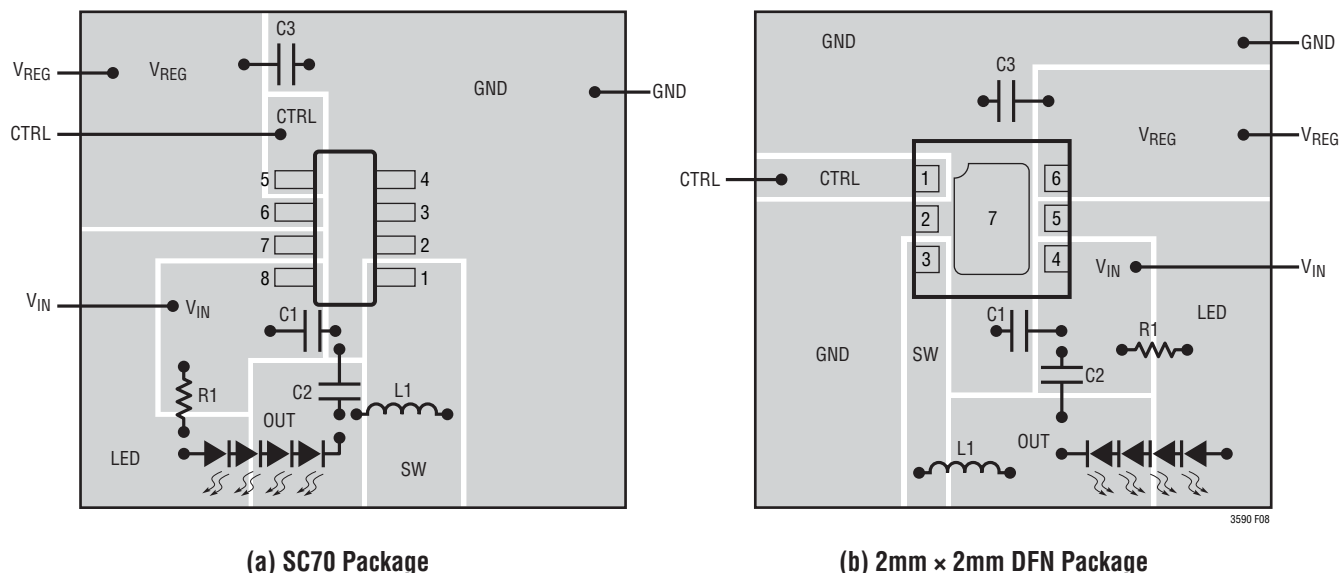 C3
VREG
VREG
GND
GND
CTRL
CTRL
5
4
6
3
7
2
8
1
VIN
VIN
C1
R1
C2
L1
OUT
LED
SW
(a) SC70 Package
GND
GND
C3
VREG
VREG
CTRL
CTRL
1
6
2
7
5
3
4
VIN
VIN
C1
LED
GND
SW
R1
C2
OUT
L1
3590 F08
(b) 2mm × 2mm DFN Package